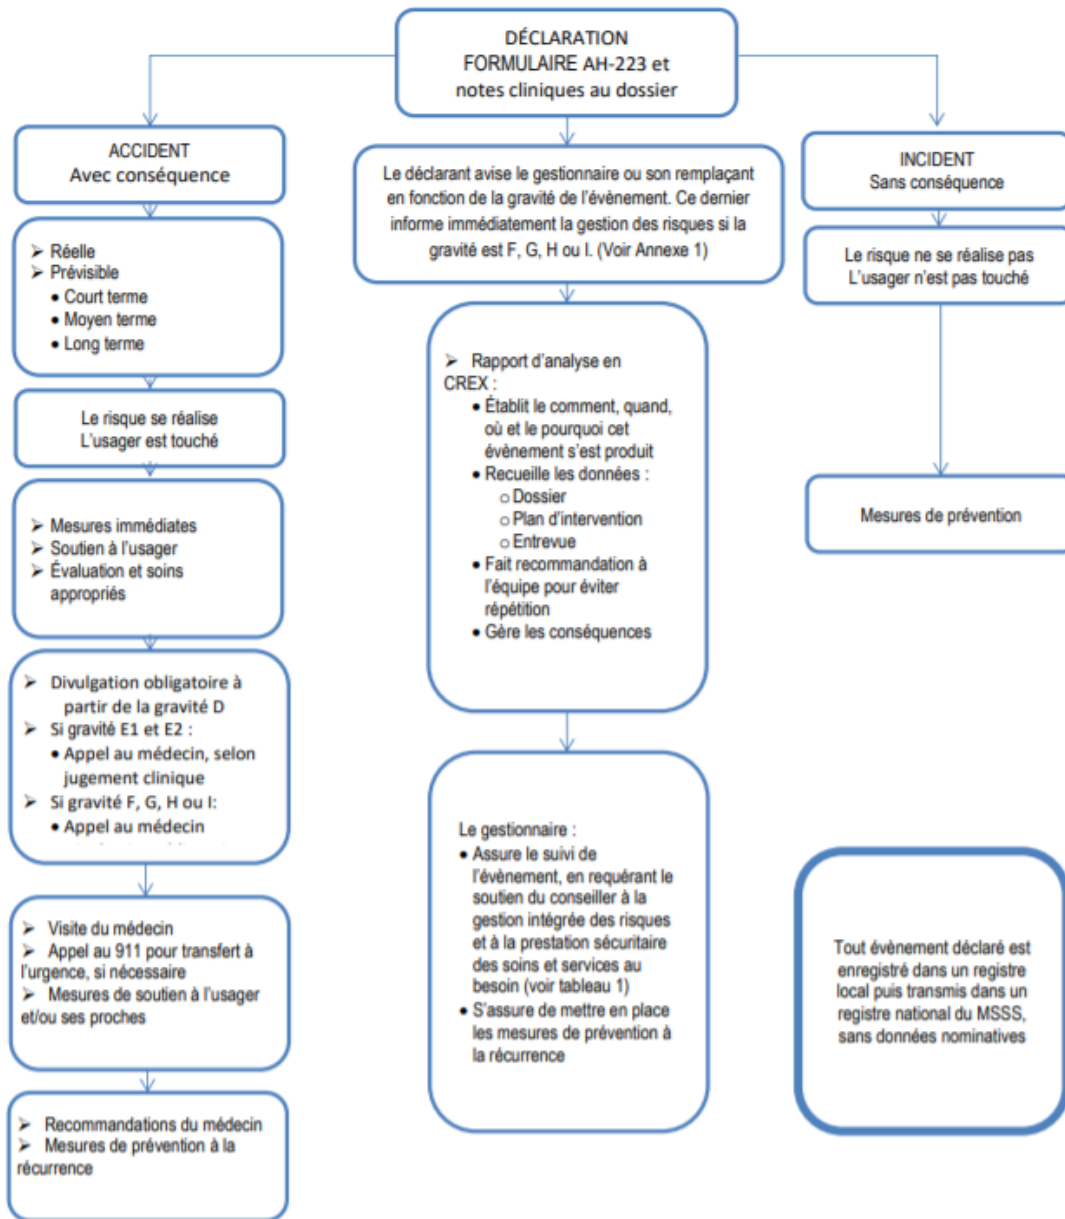 DÉCLARATION
FORMULAIRE AH-223 et
notes cliniques au dossier
ACCIDENT
Avec conséquence
➢ Réelle
➢ Prévisible
• Court terme
• Moyen terme
• Long terme
Le risque se réalise
L'usager est touché
➢ Mesures immédiates
➢ Soutien à l'usager
➢ Évaluation et soins
appropriés
➢ Divulgation obligatoire à
partir de la gravité D
➢ Si gravité E1 et E2 :
• Appel au médecin, selon
jugement clinique
➢ Si gravité F, G, H ou I:
• Appel au médecin
➢ Visite du médecin
➢ Appel au 911 pour transfert à
l'urgence, si nécessaire
➢ Mesures de soutien à l'usager
et/ou ses proches
➢ Recommandations du médecin
➢ Mesures de prévention à la
récurrence
Le déclarant avise le gestionnaire ou son remplaçant
en fonction de la gravité de l'évènement. Ce dernier
informe immédiatement la gestion des risques si la
gravité est F, G, H ou I. (Voir Annexe 1)
➢ Rapport d'analyse en
CREX :
• Établit le comment, quand,
où et le pourquoi cet
évènement s'est produit
• Recueille les données :
o Dossier
o Plan d'intervention
o Entrevue
• Fait recommandation à
l'équipe pour éviter
répétition
• Gère les conséquences
Le gestionnaire :
• Assure le suivi de
l'évènement, en requérant le
soutien du conseiller à la
gestion intégrée des risques
et à la prestation sécuritaire
des soins et services au
besoin (voir tableau 1)
• S'assure de mettre en place
les mesures de prévention à
la récurrence
INCIDENT
Sans conséquence
Le risque ne se réalise pas
L'usager n'est pas touché
Mesures de prévention
Tout évènement déclaré est
enregistré dans un registre
local puis transmis dans un
registre national du MSSS,
sans données nominatives